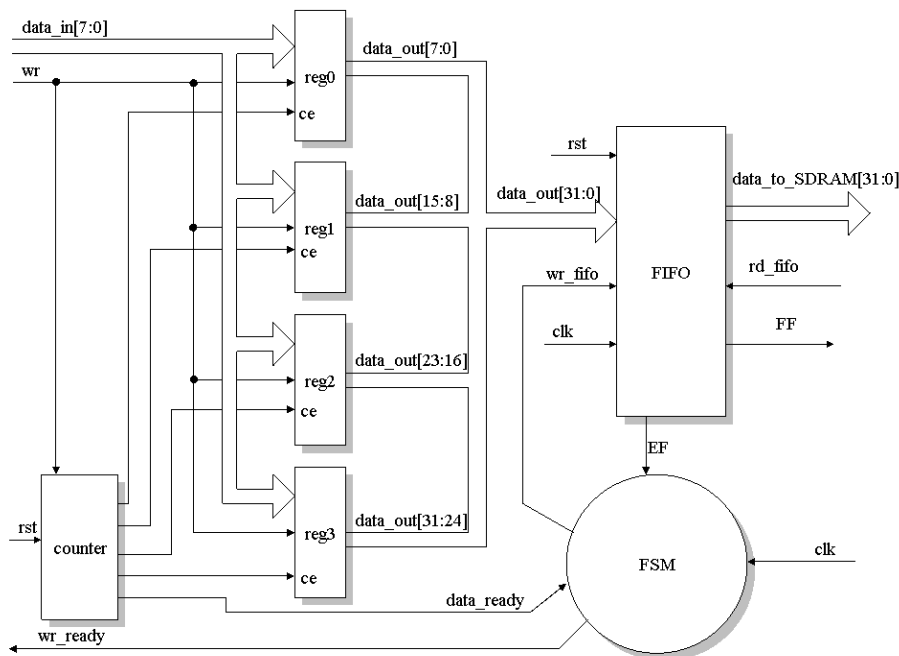 data_in[7:0]
wr
reg0
ce
data_out[7:0]
reg1
ce
data_out[15:8]
reg2
ce
data_out[23:16]
reg3
ce
data_out[31:24]
rst
counter
data_ready
wr_ready
data_out[31:0]
rst
wr_fifo
clk
FIFO
data_to_SDRAM[31:0]
rd_fifo
FF
EF
FSM
clk